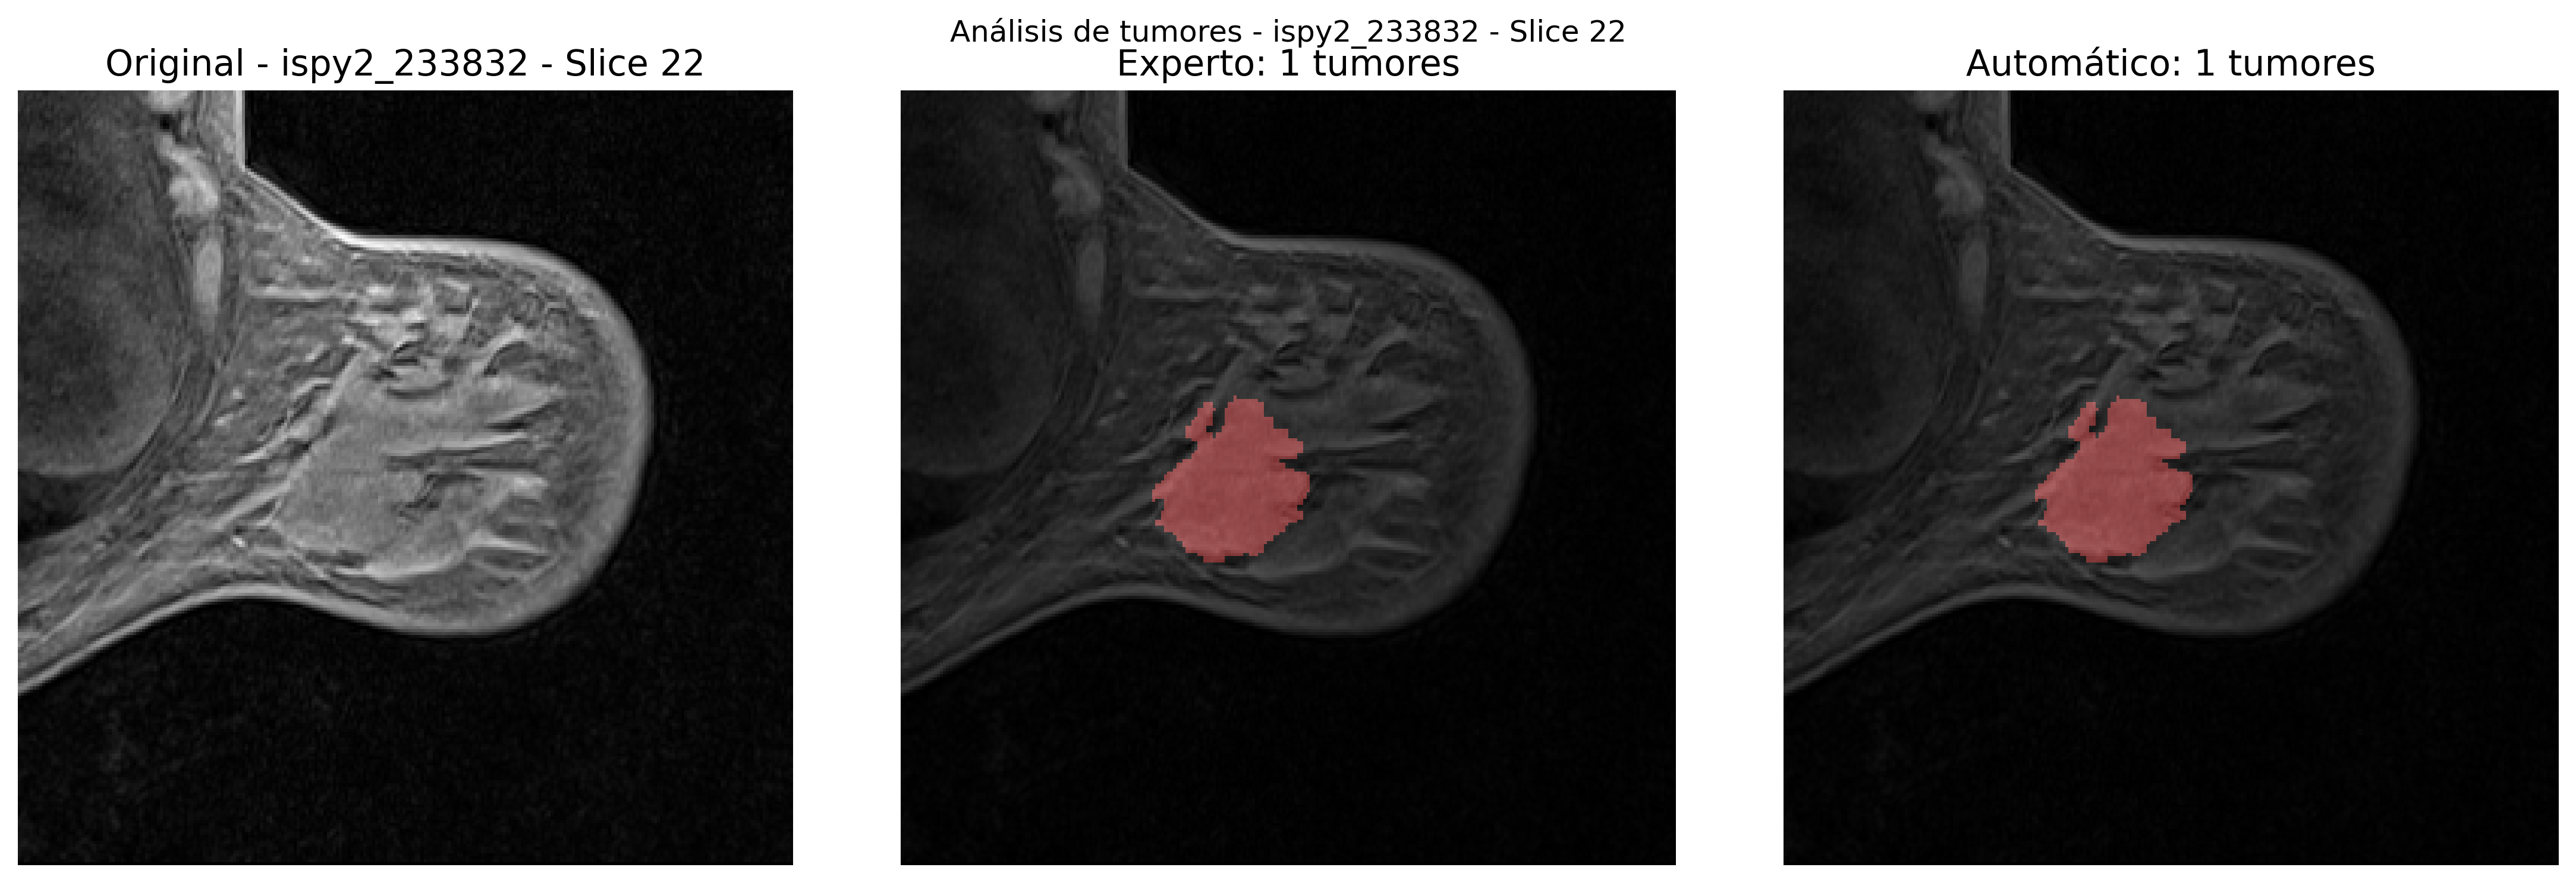 Análisis de tumores - ispy2_233832 - Slice 22
Original - ispy2_233832 - Slice 22
Experto: 1 tumores
Automático: 1 tumores